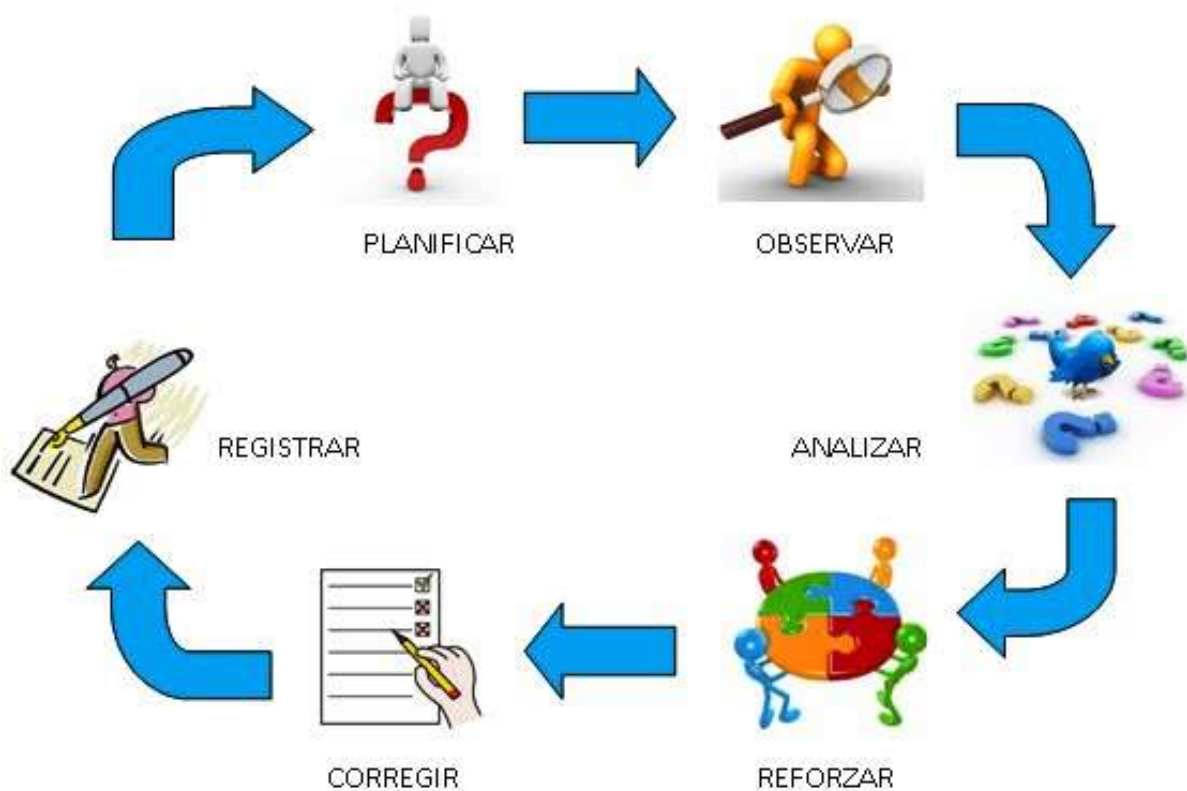 PLANIFICAR
OBSERVAR
ANALIZAR
REFORZAR
CORREGIR
REGISTRAR